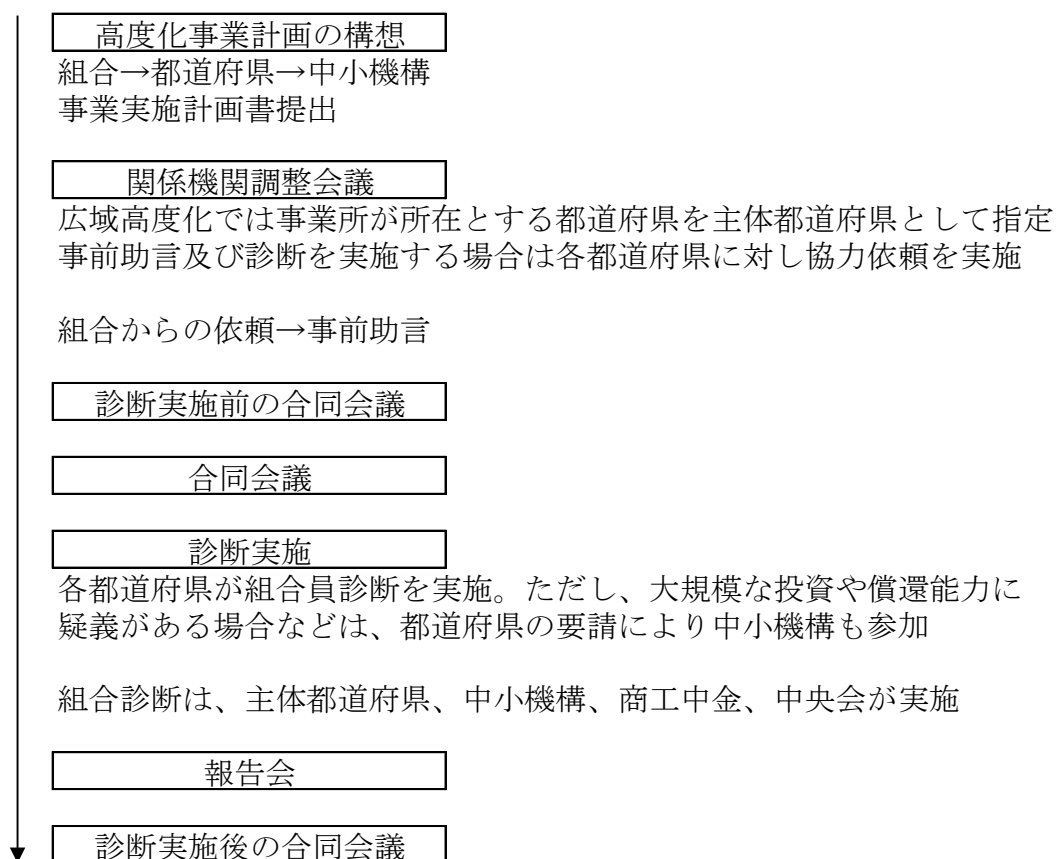 高度化事業計画の構想
組合→都道府県→中小機構
事業実施計画書提出
関係機関調整会議
広域高度化では事業所が所在とする都道府県を主体都道府県として指定
事前助言及び診断を実施する場合は各都道府県に対し協力依頼を実施
組合からの依頼→事前助言
診断実施前の合同会議
合同会議
診断実施
各都道府県が組合員診断を実施。ただし、大規模な投資や償還能力に
疑義がある場合などは、都道府県の要請により中小機構も参加
組合診断は、主体都道府県、中小機構、商工中金、中央会が実施
報告会
診断実施後の合同会議